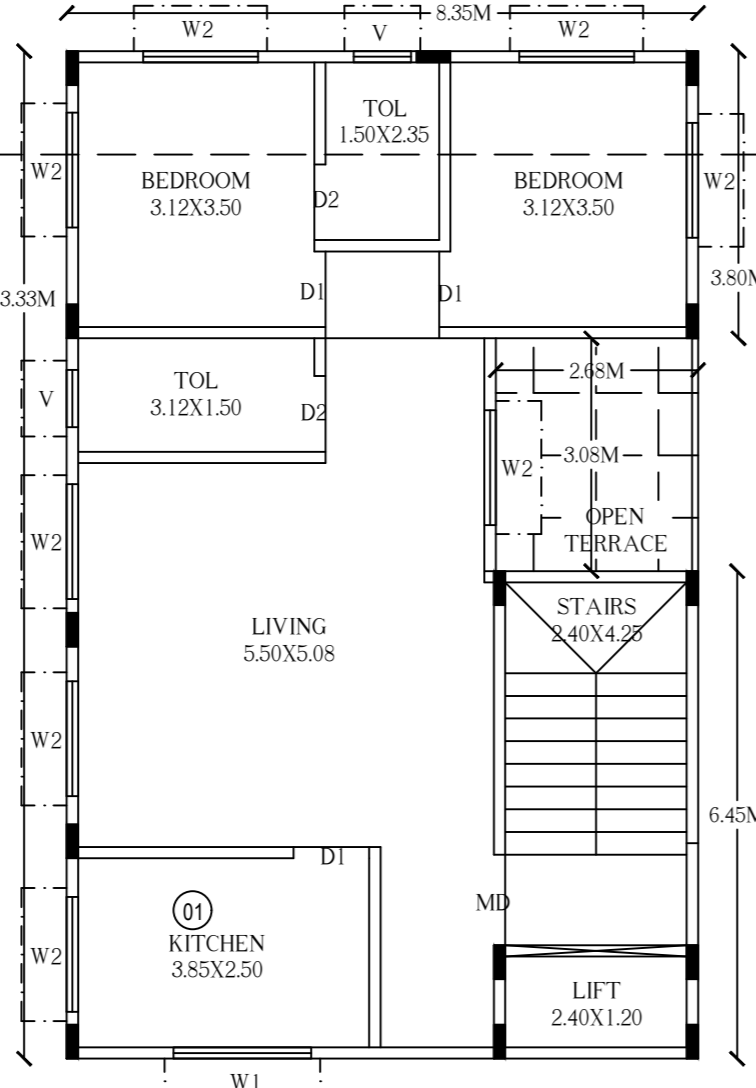 8.35M
W2
V
W2
TOL
1.50X2.35
W2
BEDROOM
3.12X3.50
D2
BEDROOM
3.12X3.50
W2
3.33M
D1
D1
3.80M
TOL
3.12X1.50
V
D2
2.68M
W2
3.08M
OPEN
TERRACE
W2
LIVING
5.50X5.08
STAIRS
2.40X4.25
W2
6.45M
D1
01
KITCHEN
3.85X2.50
W2
MD
LIFT
2.40X1.20
W1